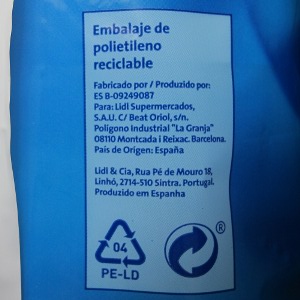 Embalaje de
polietileno
reciclable
Fabricado por / Produzido por:
ES B-09249087
Para: Lidl Supermercados,
S.A.U. C/ Beat Oriol, s/n.
Polígono Industrial "La Granja"
08110 Montcada i Reixac. Barcelona.
País de Origen: España
Lidl & Cia, Rua Pé de Mouro 18,
Linhó, 2714-510 Sintra. Portugal.
Produzido em Espanha
04
PE-LD
®